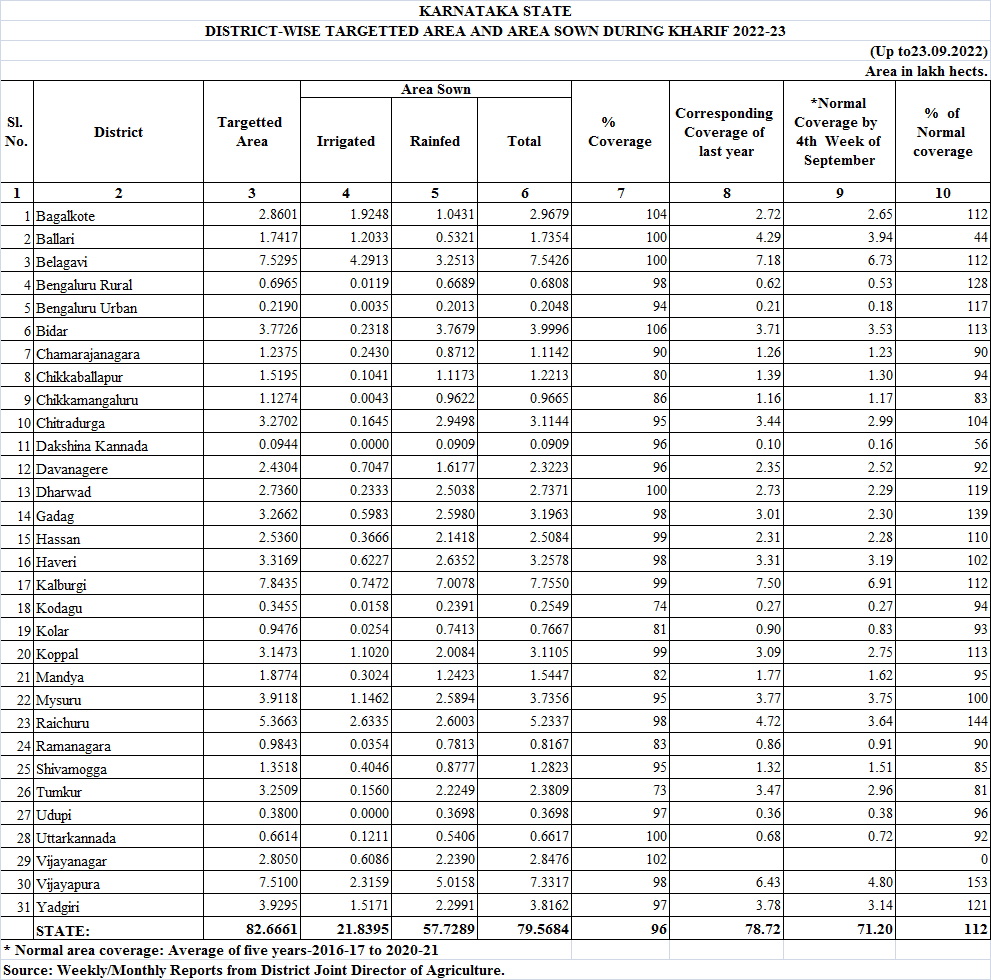 KARNATAKA STATE
DISTRICT-WISE TARGETTED AREA AND AREA SOWN DURING KHARIF 2022-23
(Up to23.09.2022)
Area in lakh hects.
Sl. No. District Targetted Area Area Sown Irrigated Rainfed Total % Coverage Corresponding Coverage of last year *Normal Coverage by 4th Week of September % of Normal coverage
1 2 3 4 5 6 7 8 9 10
1 Bagalkote 2.8601 1.9248 1.0431 2.9679 104 2.72 2.65 112
2 Ballari 1.7417 1.2033 0.5321 1.7354 100 4.29 3.94 44
3 Belagavi 7.5295 4.2913 3.2513 7.5426 100 7.18 6.73 112
4 Bengaluru Rural 0.6965 0.0119 0.6689 0.6808 98 0.62 0.53 128
5 Bengaluru Urban 0.2190 0.0035 0.2013 0.2048 94 0.21 0.18 117
6 Bidar 3.7726 0.2318 3.7679 3.9996 106 3.71 3.53 113
7 Chamarajanagara 1.2375 0.2430 0.8712 1.1142 90 1.26 1.23 90
8 Chikkaballapur 1.5195 0.1041 1.1173 1.2213 80 1.39 1.30 94
9 Chikkamangaluru 1.1274 0.0043 0.9622 0.9665 86 1.16 1.17 83
10 Chitradurga 3.2702 0.1645 2.9498 3.1144 95 3.44 2.99 104
11 Dakshina Kannada 0.0944 0.0000 0.0909 0.0909 96 0.10 0.16 56
12 Davanagere 2.4304 0.7047 1.6177 2.3223 96 2.35 2.52 92
13 Dharwad 2.7360 0.2333 2.5038 2.7371 100 2.73 2.29 119
14 Gadag 3.2662 0.5983 2.5980 3.1963 98 3.01 2.30 139
15 Hassan 2.5360 0.3666 2.1418 2.5084 99 2.31 2.28 110
16 Haveri 3.3169 0.6227 2.6352 3.2578 98 3.31 3.19 102
17 Kalburgi 7.8435 0.7472 7.0078 7.7550 99 7.50 6.91 112
18 Kodagu 0.3455 0.0158 0.2391 0.2549 74 0.27 0.27 94
19 Kolar 0.9476 0.0254 0.7413 0.7667 81 0.90 0.83 93
20 Koppal 3.1473 1.1020 2.0084 3.1105 99 3.09 2.75 113
21 Mandya 1.8774 0.3024 1.2423 1.5447 82 1.77 1.62 95
22 Mysuru 3.9118 1.1462 2.5894 3.7356 95 3.77 3.75 100
23 Raichuru 5.3663 2.6335 2.6003 5.2337 98 4.72 3.64 144
24 Ramanagara 0.9843 0.0354 0.7813 0.8167 83 0.86 0.91 90
25 Shivamogga 1.3518 0.4046 0.8777 1.2823 95 1.32 1.51 85
26 Tumkur 3.2509 0.1560 2.2249 2.3809 73 3.47 2.96 81
27 Udupi 0.3800 0.0000 0.3698 0.3698 97 0.36 0.38 96
28 Uttarkannada 0.6614 0.1211 0.5406 0.6617 100 0.68 0.72 92
29 Vijayanagar 2.8050 0.6086 2.2390 2.8476 102 0
30 Vijayapura 7.5100 2.3159 5.0158 7.3317 98 6.43 4.80 153
31 Yadgiri 3.9295 1.5171 2.2991 3.8162 97 3.78 3.14 121
STATE: 82.6661 21.8395 57.7289 79.5684 96 78.72 71.20 112
* Normal area coverage: Average of five years-2016-17 to 2020-21
Source: Weekly/Monthly Reports from District Joint Director of Agriculture.